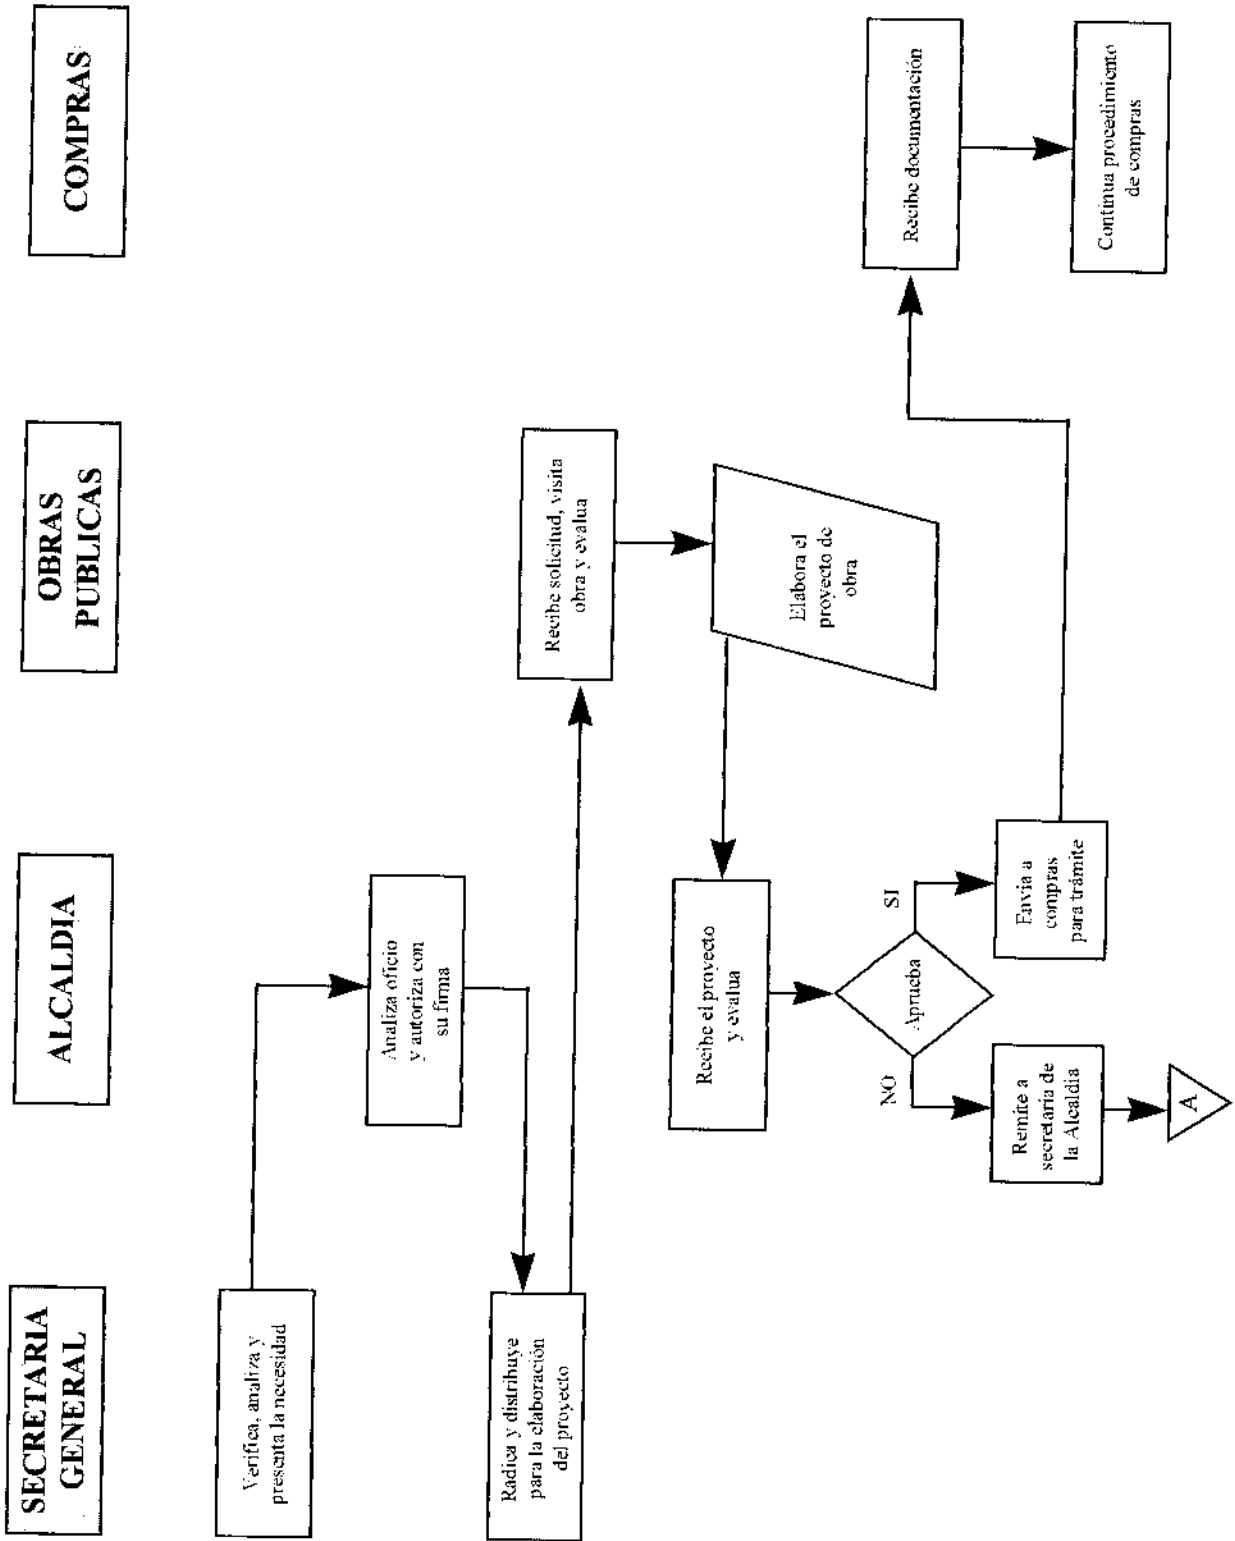 SECRETARIA
GENERAL
ALCALDIA
OBRAS
PUBLICAS
COMPRAS
Verifica, analiza y
presenta la necesidad
Analiza oficio
y autoriza con
su firma
Radica y distribuye
para la elaboración
del proyecto
Recibe solicitud, visita
obra y evalua
Elabora el
proyecto de
obra
Recibe el proyecto
y evalua
Aprueba
NO
SI
Remite a
secretaria de
la Alcaldia
A
Envia a
compras
para trámite
Recibe documentación
Continua procedimiento
de compras